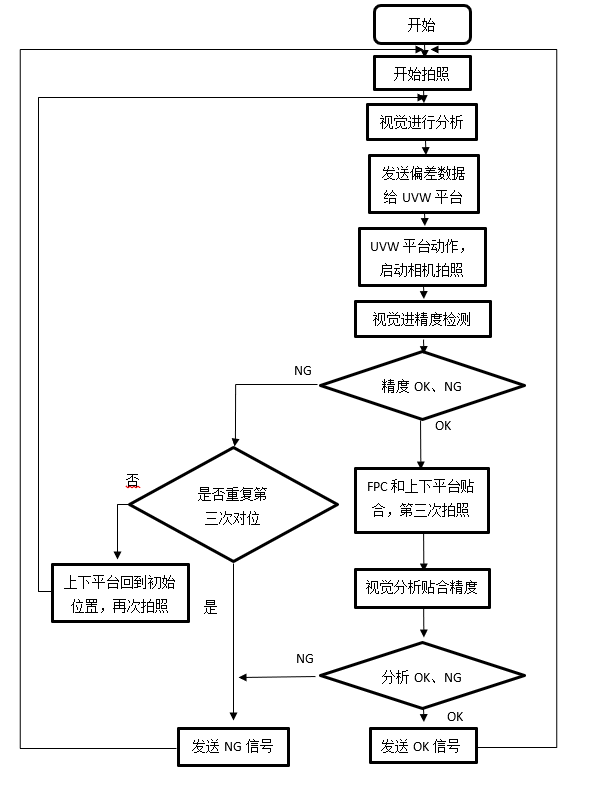 开始
开始拍照
视觉进行分析
发送偏差数据
给 UVW 平台
UVW 平台动作，
启动相机拍照
视觉进精度检测
NG
精度 OK、NG
OK
否
是否重复第
三次对位
FPC 和上下平台贴
合，第三次拍照
上下平台回到初始
位置，再次拍照
是
视觉分析贴合精度
NG
分析 OK、NG
OK
发送 NG 信号
发送 OK 信号